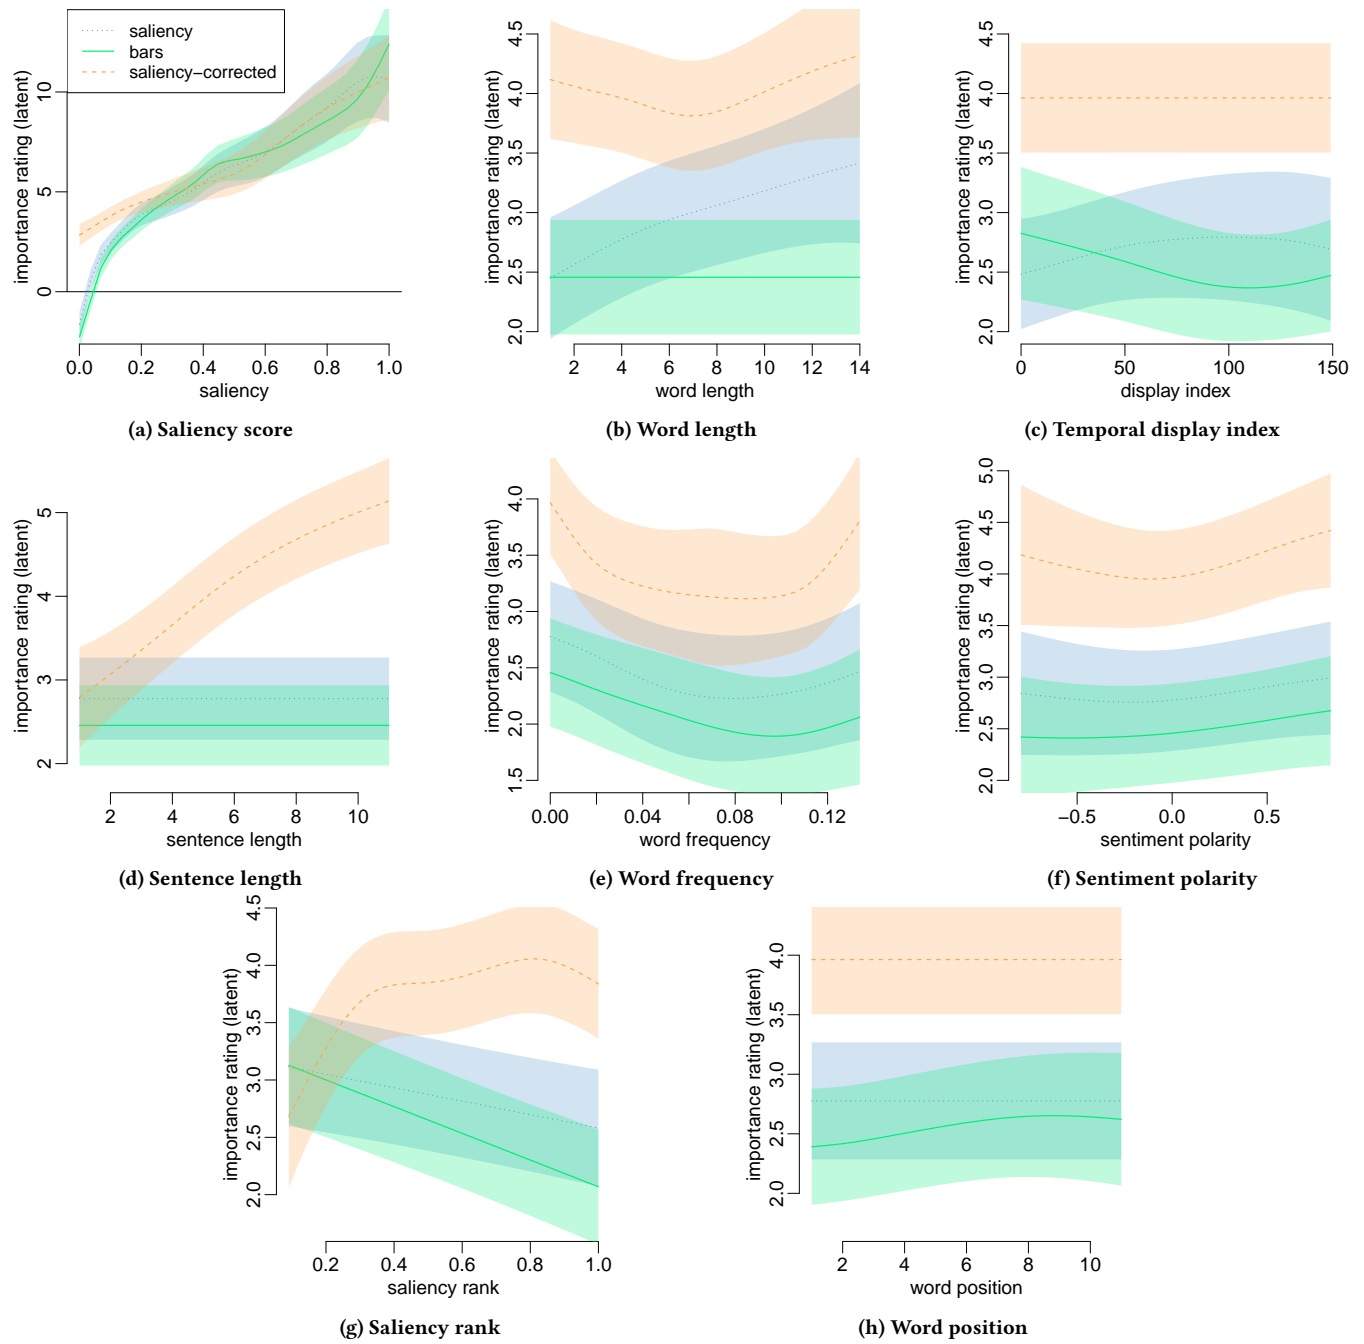 saliency
bars
saliency-corrected
importance rating (latent)
0 5 10
0.0 0.2 0.4 0.6 0.8 1.0
saliency
(a) Saliency score
importance rating (latent)
2.0 2.5 3.0 3.5 4.0 4.5
2 4 6 8 10 12 14
word length
(b) Word length
importance rating (latent)
2.0 2.5 3.0 3.5 4.0 4.5
0 50 100 150
display index
(c) Temporal display index
importance rating (latent)
2 3 4 5
2 4 6 8 10
sentence length
(d) Sentence length
importance rating (latent)
1.5 2.0 2.5 3.0 3.5 4.0
0.00 0.04 0.08 0.12
word frequency
(e) Word frequency
importance rating (latent)
2.0 2.5 3.0 3.5 4.0 4.5 5.0
−0.5 0.0 0.5
sentiment polarity
(f) Sentiment polarity
importance rating (latent)
2.0 2.5 3.0 3.5 4.0 4.5
0.2 0.4 0.6 0.8 1.0
saliency rank
(g) Saliency rank
importance rating (latent)
2.0 2.5 3.0 3.5 4.0
2 4 6 8 10
word position
(h) Word position